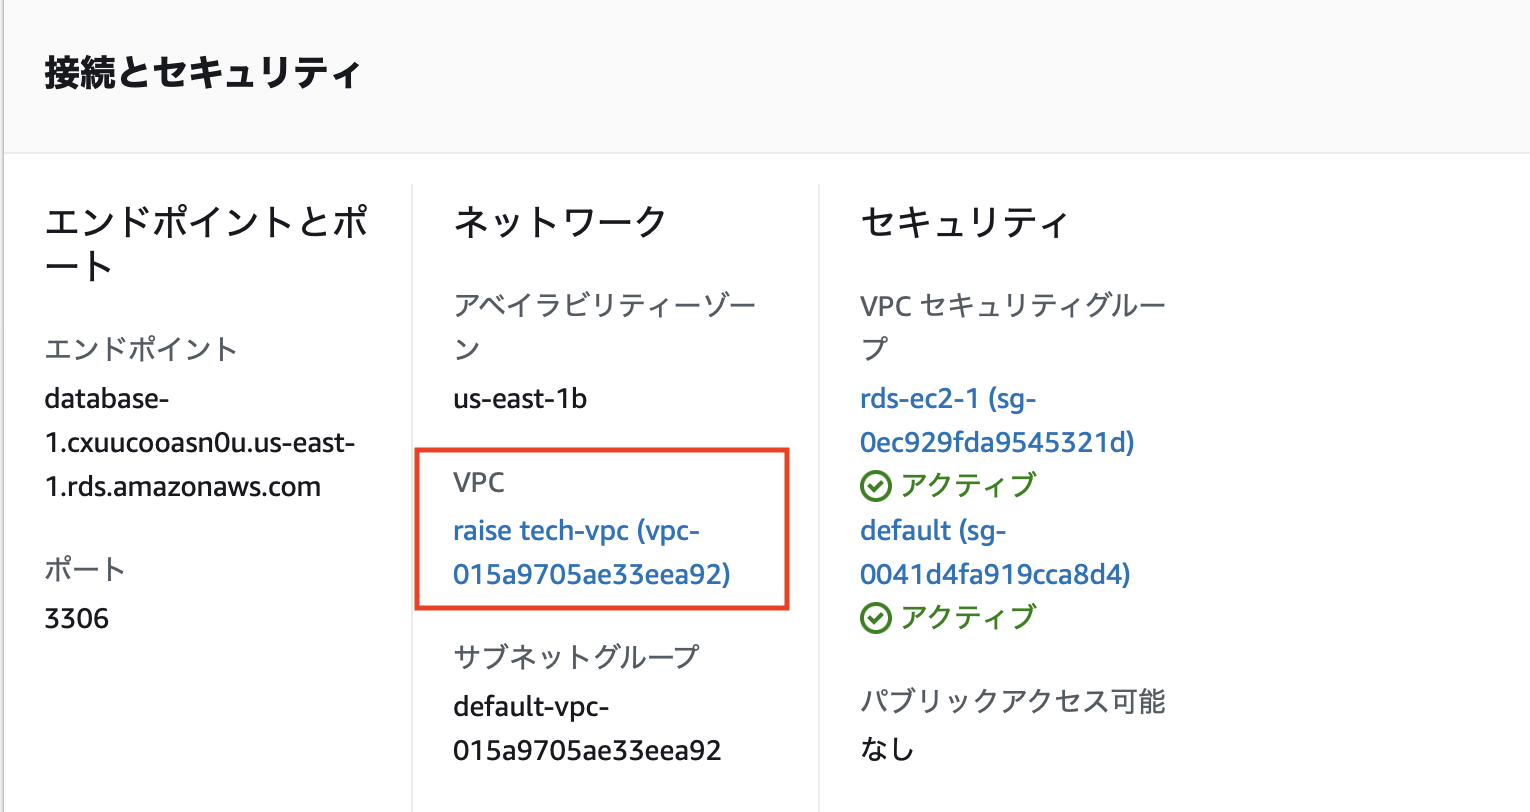 接続とセキュリティ
エンドポイントとポ
ート
エンドポイント
database-
1.cxuucooasn0u.us-east-
1.rds.amazonaws.com
ポート
3306
ネットワーク
アベイラビリティーゾー
ン
us-east-1b
VPC
raise tech-vpc (vpc-
015a9705ae33eea92)
サブネットグループ
default-vpc-
015a9705ae33eea92
セキュリティ
VPC セキュリティグルー
プ
rds-ec2-1 (sg-
0ec929fda9545321d)
アクティブ
default (sg-
0041d4fa919cca8d4)
アクティブ
パブリックアクセス可能
なし